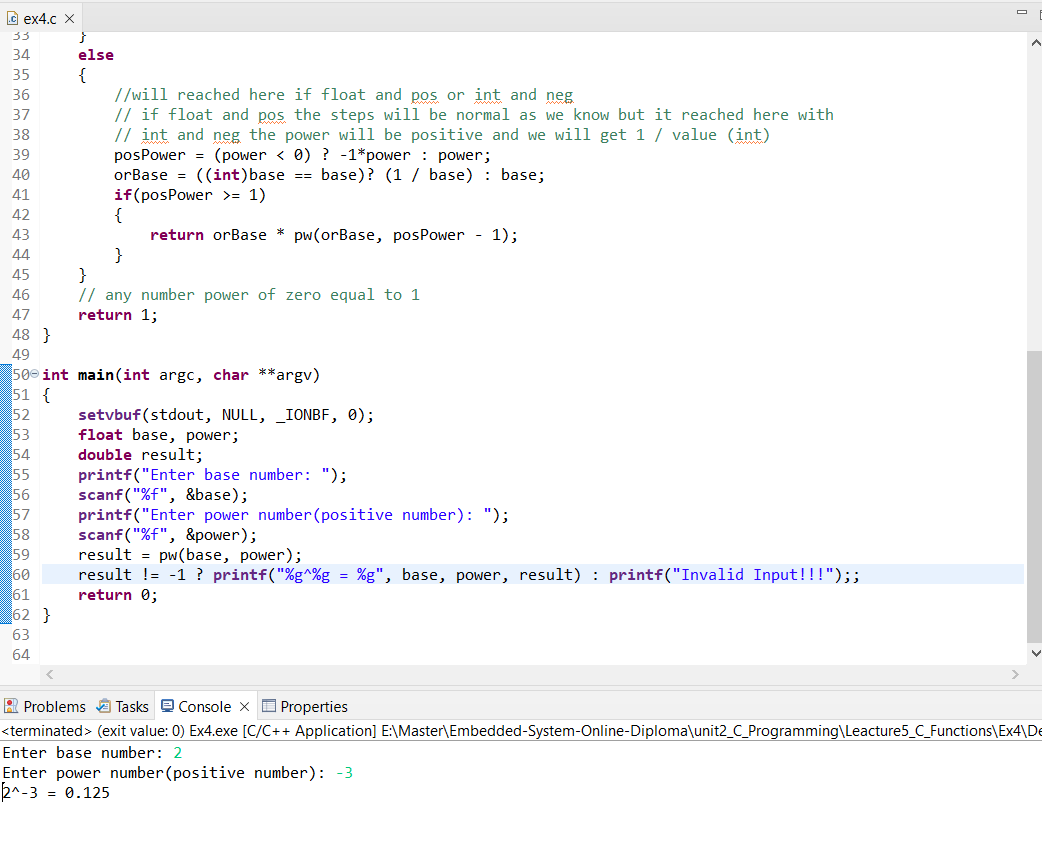 ex4.c
33 }
34 else
35 {
36 //will reached here if float and pos or int and neg
37 // if float and pos the steps will be normal as we know but it reached here with
38 // int and neg the power will be positive and we will get 1 / value (int)
39 posPower = (power < 0) ? -1*power : power;
40 orBase = ((int)base == base)? (1 / base) : base;
41 if(posPower >= 1)
42 {
43 return orBase * pw(orBase, posPower - 1);
44 }
45 }
46 // any number power of zero equal to 1
47 return 1;
48 }
49
50 int main(int argc, char **argv)
51 {
52 setvbuf(stdout, NULL, _IONBF, 0);
53 float base, power;
54 double result;
55 printf("Enter base number: ");
56 scanf("%f", &base);
57 printf("Enter power number(positive number): ");
58 scanf("%f", &power);
59 result = pw(base, power);
60 result != -1 ? printf("%g^%g = %g", base, power, result) : printf("Invalid Input!!!");;
61 return 0;
62 }
63
64
Problems Tasks Console Properties
<terminated> (exit value: 0) Ex4.exe [C/C++ Application] E:\Master\Embedded-System-Online-Diploma\unit2_C_Programming\Leacture5_C_Functions\Ex4\De
Enter base number: 2
Enter power number(positive number): -3
2^-3 = 0.125